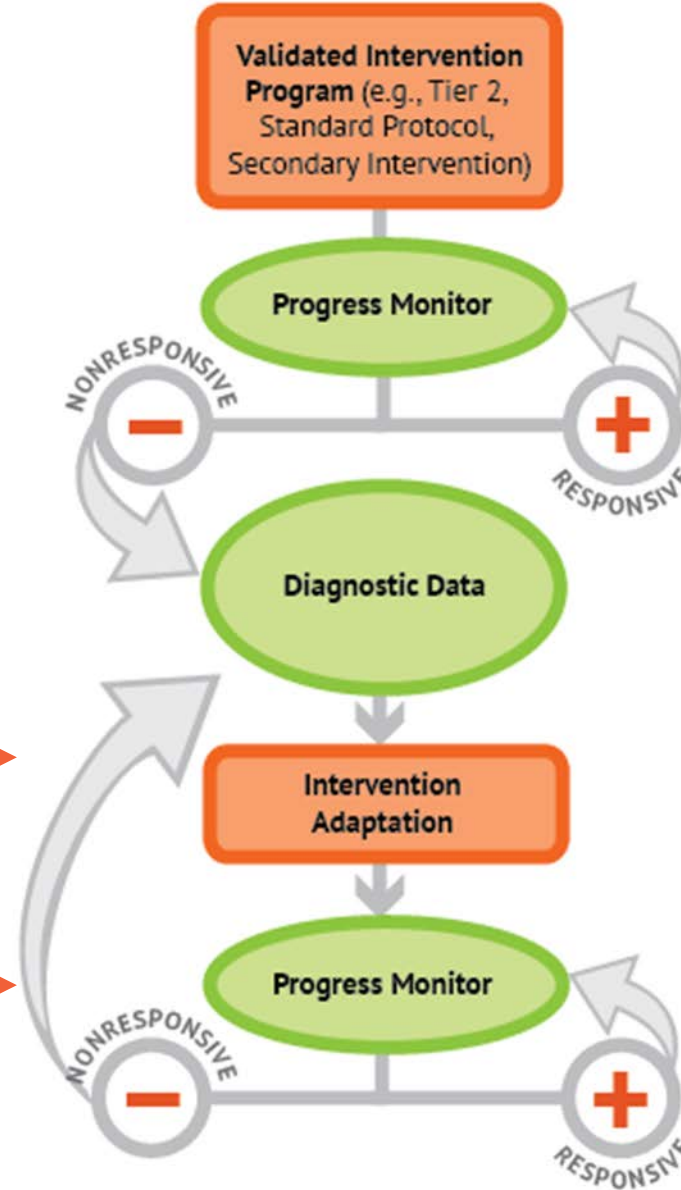 Validated Intervention
Program (e.g., Tier 2,
Standard Protocol,
Secondary Intervention)
Progress Monitor
NONRESPONSIVE
RESPONSIVE
Diagnostic Data
Intervention
Adaptation
Progress Monitor
NONRESPONSIVE
RESPONSIVE